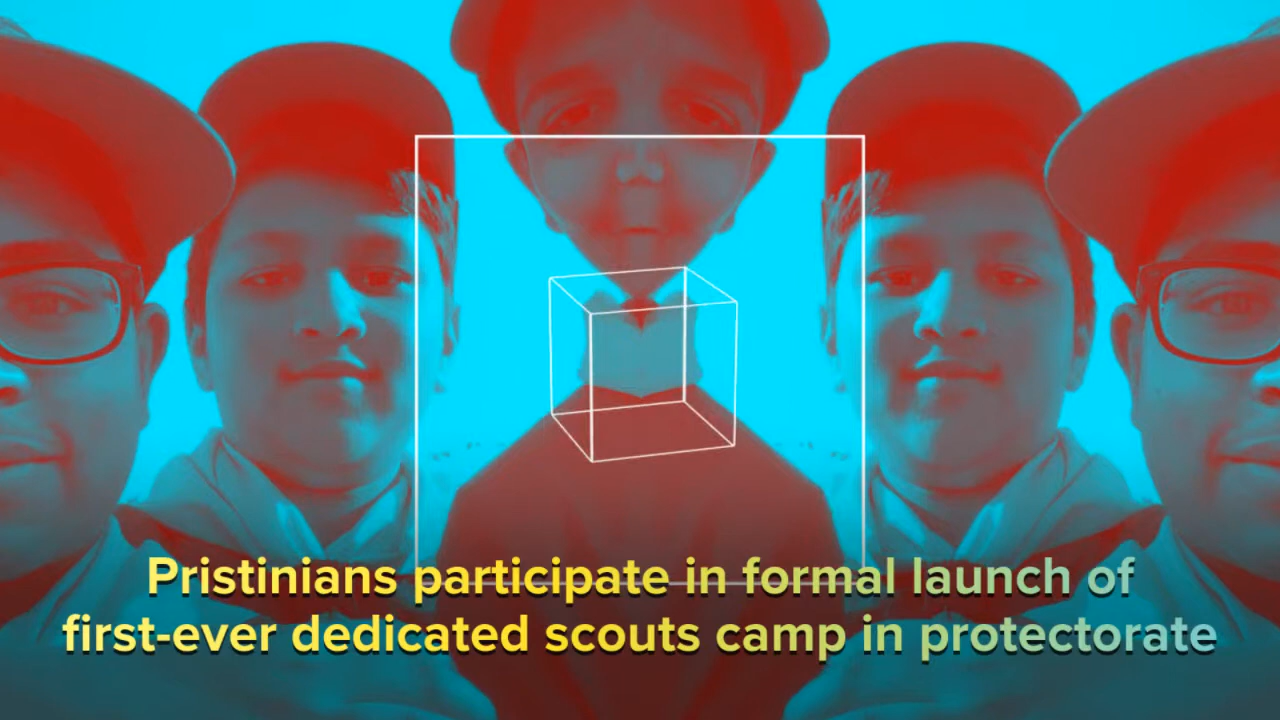 Pristinians participate in formal launch of
first-ever dedicated scouts camp in protectorate